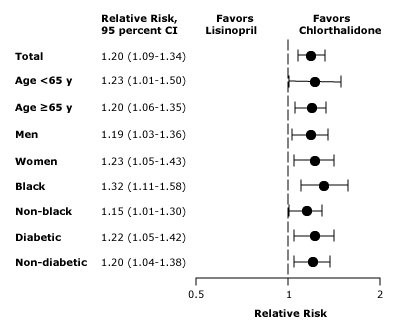 Relative Risk, Favors Favors
95 percent CI Lisinopril Chlorthalidone
Total 1.20 (1.09-1.34)
Age <65 y 1.23 (1.01-1.50)
Age ≥65 y 1.20 (1.06-1.35)
Men 1.19 (1.03-1.36)
Women 1.23 (1.05-1.43)
Black 1.32 (1.11-1.58)
Non-black 1.15 (1.01-1.30)
Diabetic 1.22 (1.05-1.42)
Non-diabetic 1.20 (1.04-1.38)
0.5 1 2
Relative Risk